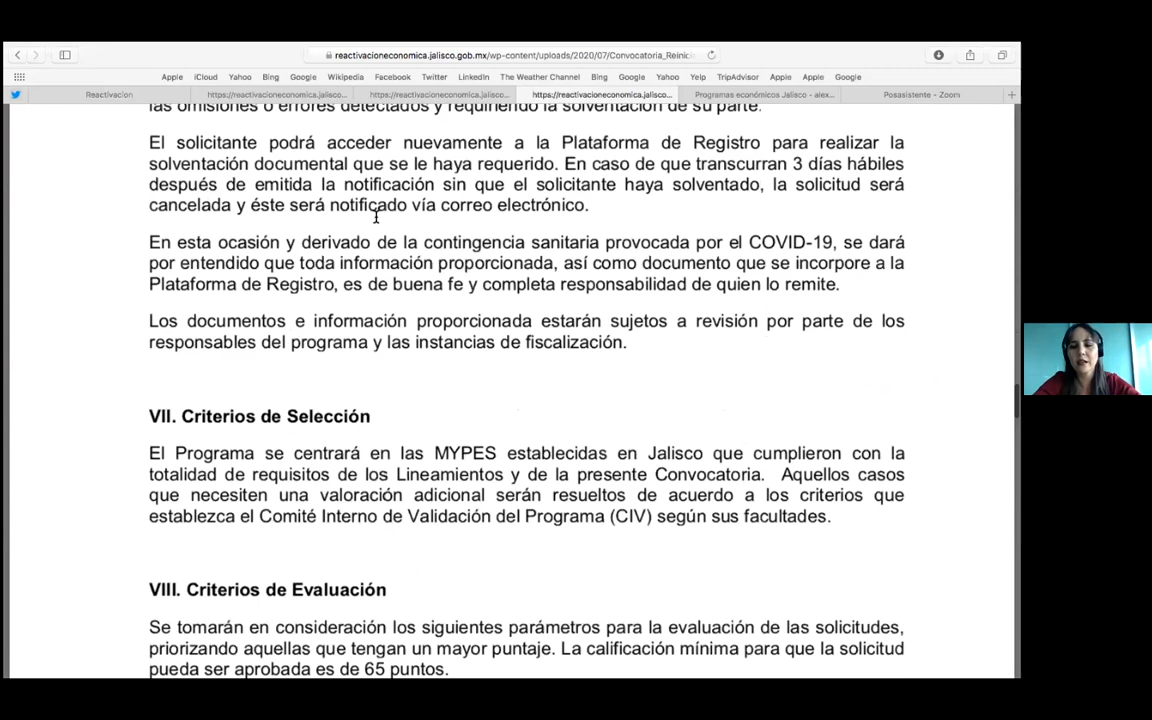 reactivacioneconomica.jalisco.gob.mx/wp-content/uploads/2020/07/Convocatoria_Reinic
Apple iCloud Yahoo Bing Google Wikipedia Facebook Twitter LinkedIn The Weather Channel Bing Google Yahoo Yelp TripAdvisor Apple Apple Google
Reactivacion https://reactivacioneconomica.jalisco... https://reactivacioneconomica.jalisco... https://reactivacioneconomica.jalisco... Programas económicos Jalisco - alex... Posasistente - Zoom
las omisiones o errores detectados y requiriendo la solventación de su parte.
El solicitante podrá acceder nuevamente a la Plataforma de Registro para realizar la
solventación documental que se le haya requerido. En caso de que transcurran 3 días hábiles
después de emitida la notificación sin que el solicitante haya solventado, la solicitud será
cancelada y éste será notificado vía correo electrónico.
En esta ocasión y derivado de la contingencia sanitaria provocada por el COVID-19, se dará
por entendido que toda información proporcionada, así como documento que se incorpore a la
Plataforma de Registro, es de buena fe y completa responsabilidad de quien lo remite.
Los documentos e información proporcionada estarán sujetos a revisión por parte de los
responsables del programa y las instancias de fiscalización.
VII. Criterios de Selección
El Programa se centrará en las MYPES establecidas en Jalisco que cumplieron con la
totalidad de requisitos de los Lineamientos y de la presente Convocatoria. Aquellos casos
que necesiten una valoración adicional serán resueltos de acuerdo a los criterios que
establezca el Comité Interno de Validación del Programa (CIV) según sus facultades.
VIII. Criterios de Evaluación
Se tomarán en consideración los siguientes parámetros para la evaluación de las solicitudes,
priorizando aquellas que tengan un mayor puntaje. La calificación mínima para que la solicitud
pueda ser aprobada es de 65 puntos.